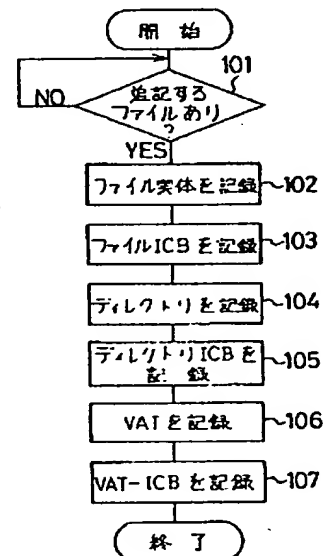 開始
101
追記する
ファイルあり
?
NO
YES
ファイル実体を記録 102
ファイルICBを記録 103
ディレクトリを記録 104
ディレクトリICBを
記録 105
VATを記録 106
VAT-ICBを記録 107
終了